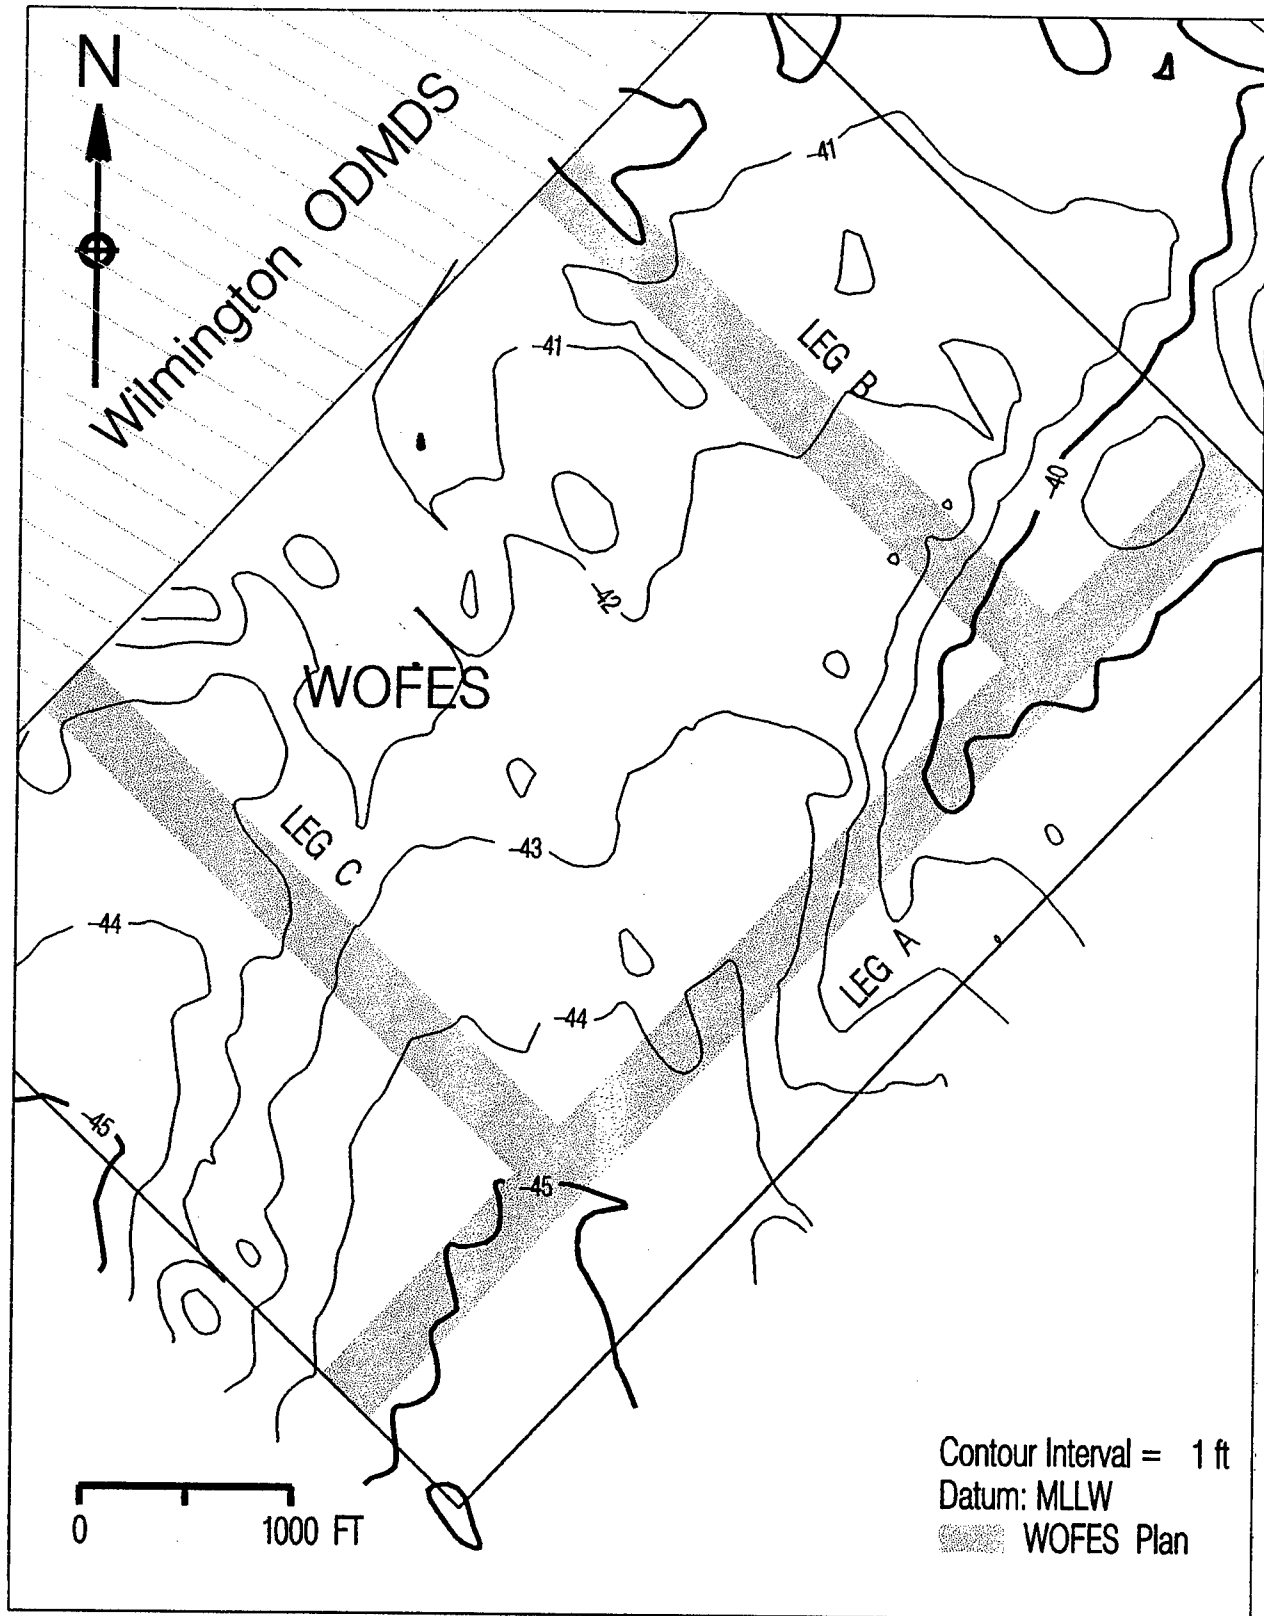 N
Wilmington ODMDS
–41
–41
LEG B
–40
–42
WOFES
LEG C
–43
–44
LEG A
–44
–45
–45
0 1000 FT
Contour Interval = 1 ft
Datum: MLLW
WOFES Plan